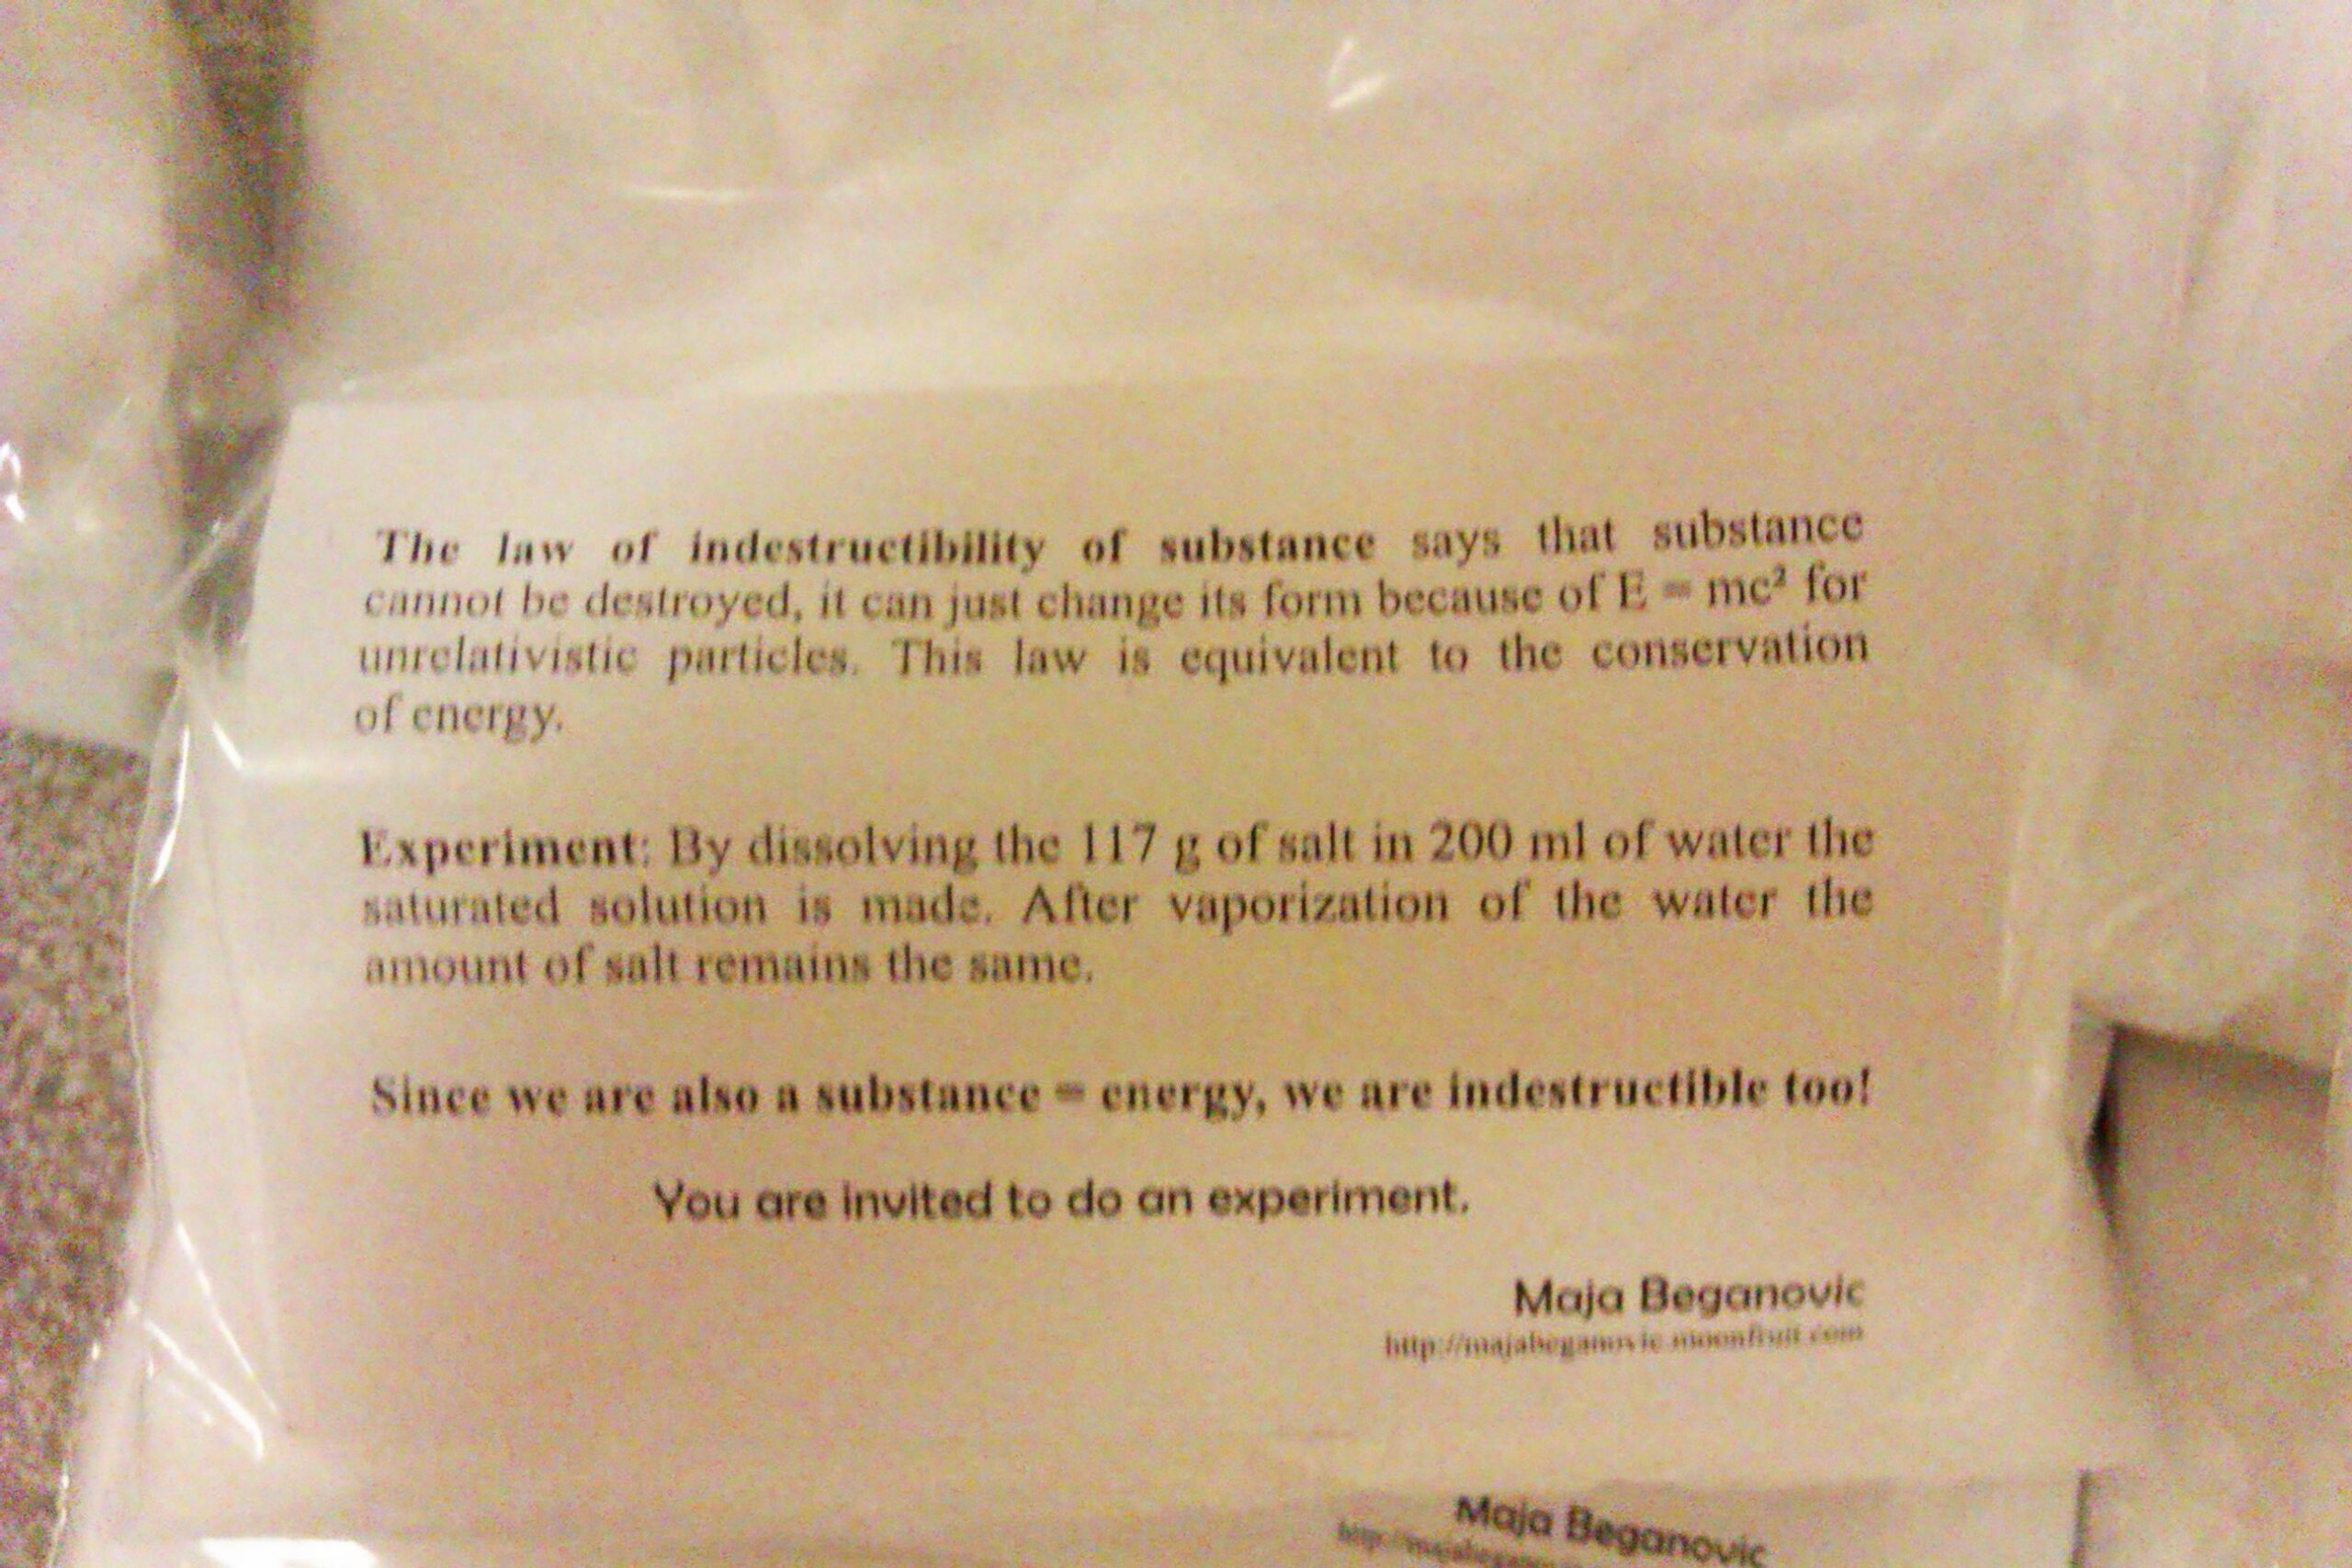 The law of indestructibility of substance says that substance
cannot be destroyed, it can just change its form because of E = mc² for
unrelativistic particles. This law is equivalent to the conservation
of energy.
Experiment: By dissolving the 117 g of salt in 200 ml of water the
saturated solution is made. After vaporization of the water the
amount of salt remains the same.
Since we are also a substance = energy, we are indestructible too!
You are invited to do an experiment.
Maja Beganovic
http://majabeganovic.moonfruit.com
Maja Beganovic